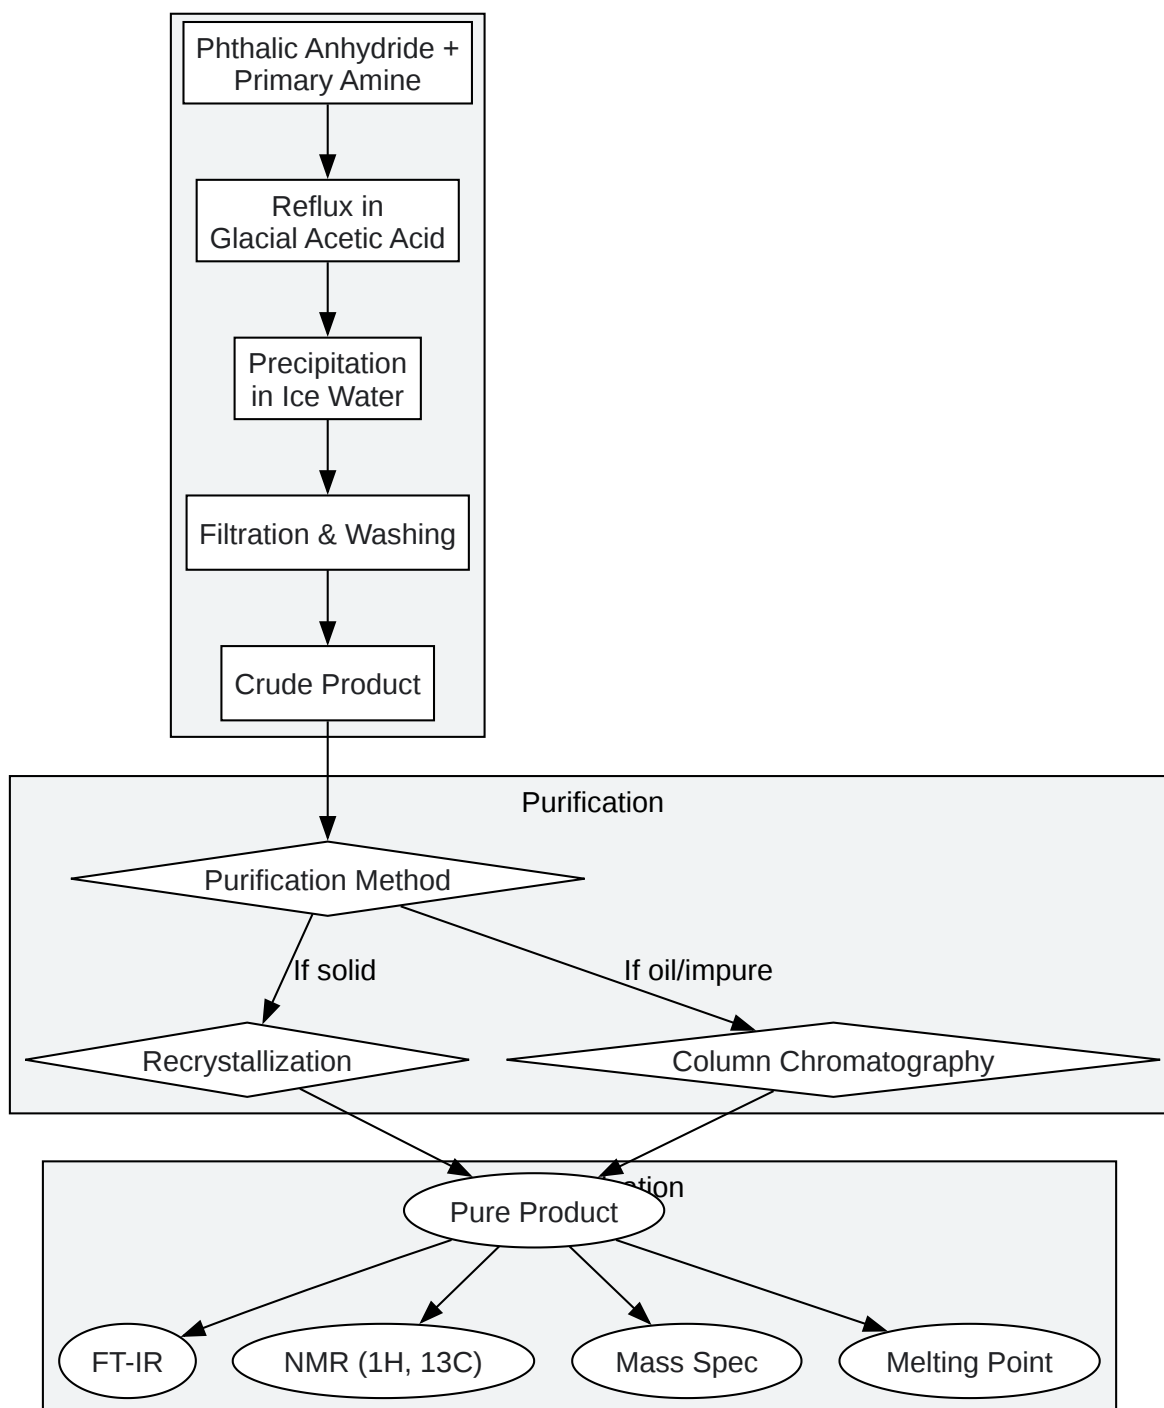 Phthalic Anhydride +
Primary Amine
Reflux in
Glacial Acetic Acid
Precipitation
in Ice Water
Filtration & Washing
Crude Product
Purification
Purification Method
If solid
If oil/impure
Recrystallization
Column Chromatography
Pure Product
FT-IR
NMR (1H, 13C)
Mass Spec
Melting Point